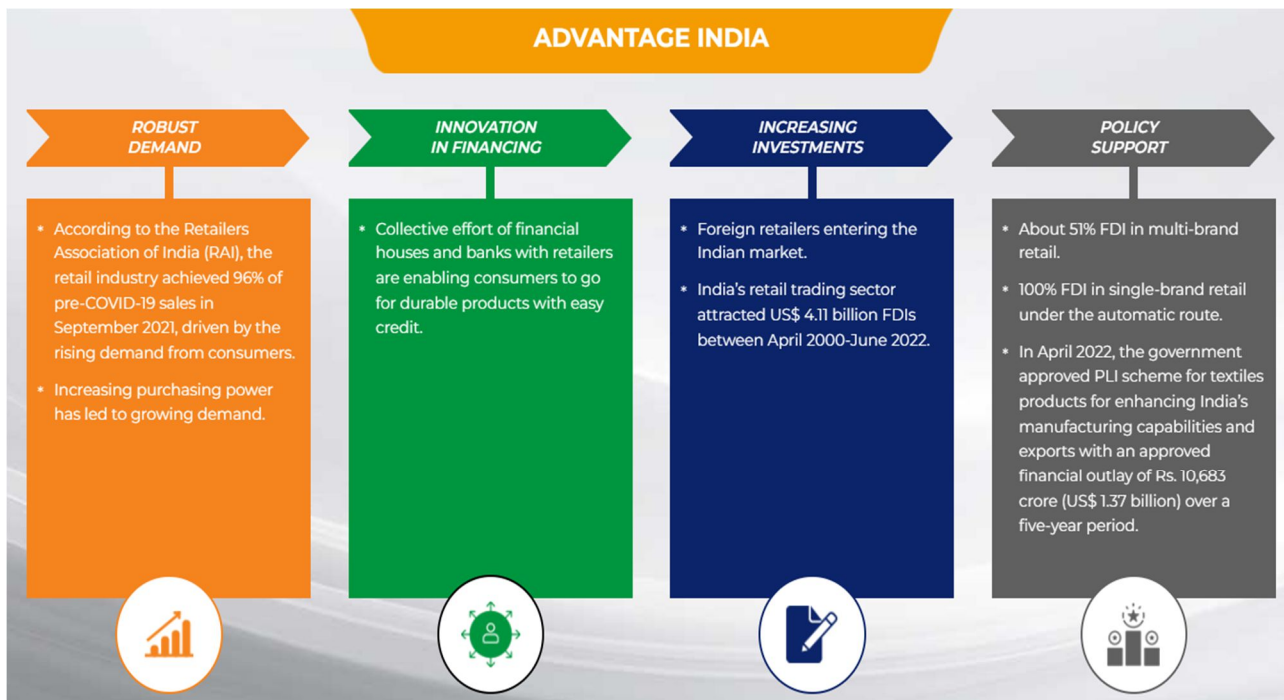 ADVANTAGE INDIA
ROBUST
DEMAND
* According to the Retailers
Association of India (RAI), the
retail industry achieved 96% of
pre-COVID-19 sales in
September 2021, driven by the
rising demand from consumers.
* Increasing purchasing power
has led to growing demand.
INNOVATION
IN FINANCING
* Collective effort of financial
houses and banks with retailers
are enabling consumers to go
for durable products with easy
credit.
INCREASING
INVESTMENTS
* Foreign retailers entering the
Indian market.
* India's retail trading sector
attracted US$ 4.11 billion FDIs
between April 2000-June 2022.
POLICY
SUPPORT
* About 51% FDI in multi-brand
retail.
* 100% FDI in single-brand retail
under the automatic route.
* In April 2022, the government
approved PLI scheme for textiles
products for enhancing India's
manufacturing capabilities and
exports with an approved
financial outlay of Rs. 10,683
crore (US$ 1.37 billion) over a
five-year period.